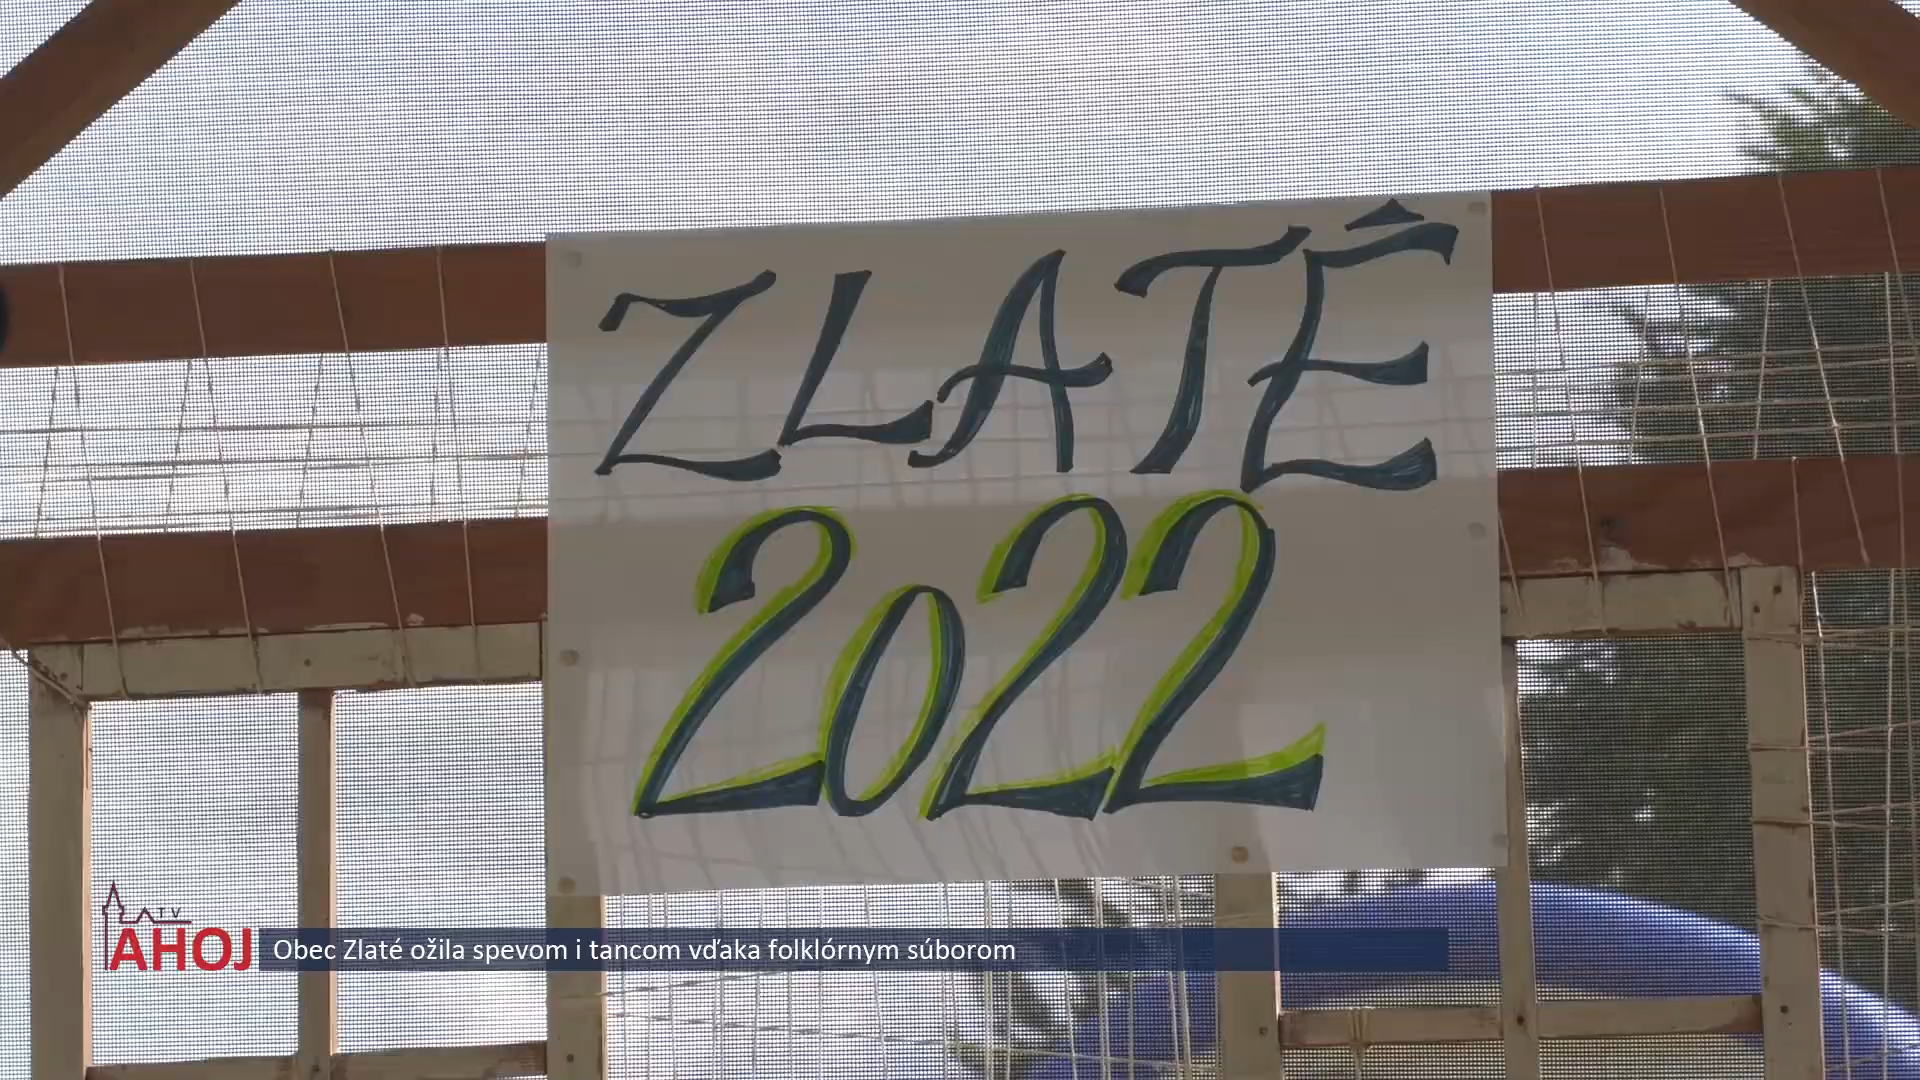 ZLATÉ
2022
TV
AHOJ
Obec Zlaté ožila spevom i tancom vďaka folklórnym súborom